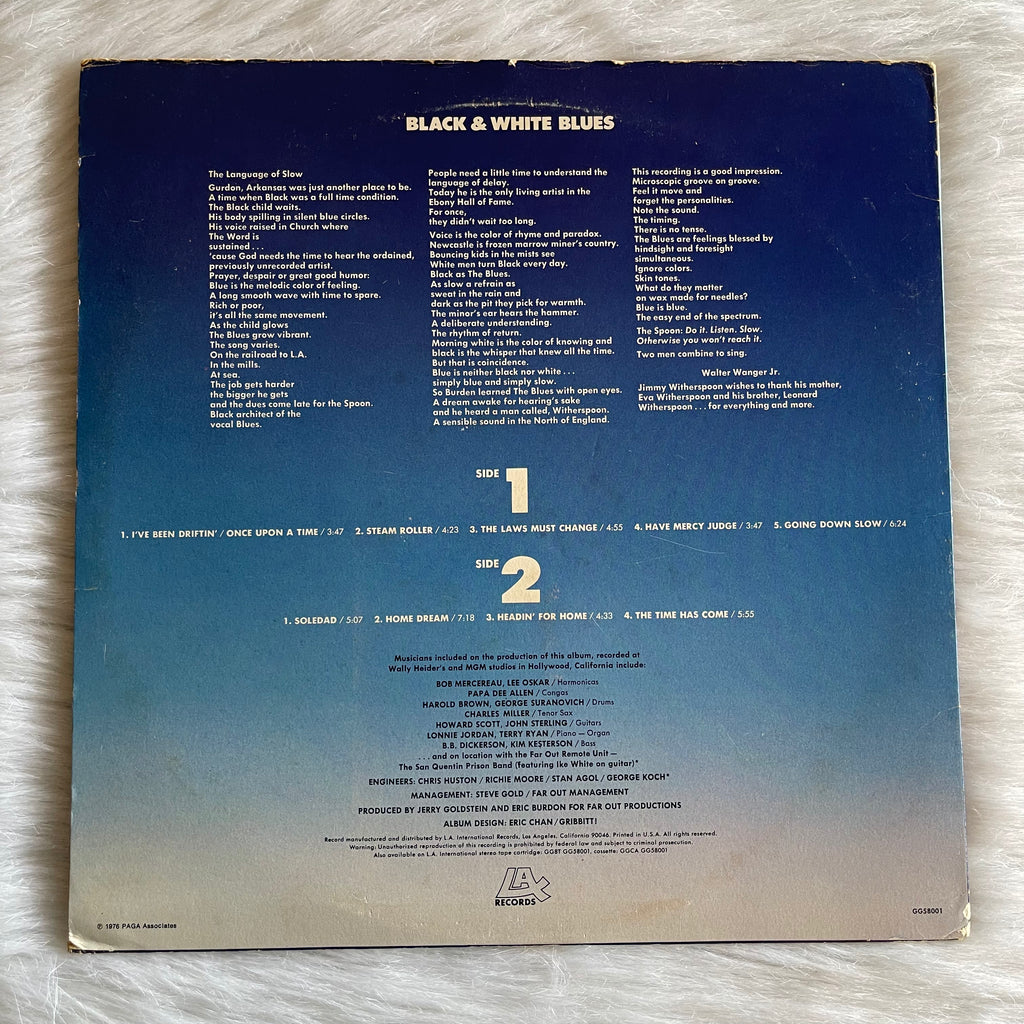 BLACK & WHITE BLUES
The Language of Slow
Gurdon, Arkansas was just another place to be.
A time when Black was a full time condition.
The Black child waits.
His body spilling in silent blue circles.
His voice raised in Church where
The Word is
sustained . . .
'cause God needs the time to hear the ordained,
previously unrecorded artist.
Prayer, despair or great good humor:
Blue is the melodic color of feeling.
A long smooth wave with time to spare.
Rich or poor,
it's all the same movement.
As the child glows
The Blues grow vibrant.
The song varies.
On the railroad to L.A.
In the mills.
At sea.
The job gets harder
the bigger he gets
and the dues come late for the Spoon.
Black architect of the
vocal Blues.
People need a little time to understand the
language of delay.
Today he is the only living artist in the
Ebony Hall of Fame.
For once,
they didn't wait too long.
Voice is the color of rhyme and paradox.
Newcastle is frozen marrow miner's country.
Bouncing kids in the mists see
White men turn Black every day.
Black as The Blues.
As slow a refrain as
sweat in the rain and
dark as the pit they pick for warmth.
The minor's ear hears the hammer.
A deliberate understanding.
The rhythm of return.
Morning white is the color of knowing and
black is the whisper that knew all the time.
But that is coincidence.
Blue is neither black nor white . . .
simply blue and simply slow.
So Burden learned The Blues with open eyes.
A dream awake for hearing's sake
and he heard a man called, Witherspoon.
A sensible sound in the North of England.
This recording is a good impression.
Microscopic groove on groove.
Feel it move and
forget the personalities.
Note the sound.
The timing.
There is no tense.
The Blues are feelings blessed by
hindsight and foresight
simultaneous.
Ignore colors.
Skin tones.
What do they matter
on wax made for needles?
Blue is blue.
The easy end of the spectrum.
The Spoon: Do it. Listen. Slow.
Otherwise you won't reach it.
Two men combine to sing.
Walter Wanger Jr.
Jimmy Witherspoon wishes to thank his mother,
Eva Witherspoon and his brother, Leonard
Witherspoon . . . for everything and more.
SIDE 1
1. I'VE BEEN DRIFTIN' / ONCE UPON A TIME / 3:47 2. STEAM ROLLER / 4:23 3. THE LAWS MUST CHANGE / 4:55 4. HAVE MERCY JUDGE / 3:47 5. GOING DOWN SLOW / 6:24
SIDE 2
1. SOLEDAD / 5:07 2. HOME DREAM / 7:18 3. HEADIN' FOR HOME / 4:33 4. THE TIME HAS COME / 5:55
Musicians included on the production of this album, recorded at
Wally Heider's and MGM studios in Hollywood, California include:
BOB MERCEREAU, LEE OSKAR / Harmonicas
PAPA DEE ALLEN / Congas
HAROLD BROWN, GEORGE SURANOVICH / Drums
CHARLES MILLER / Tenor Sax
HOWARD SCOTT, JOHN STERLING / Guitars
LONNIE JORDAN, TERRY RYAN / Piano — Organ
B.B. DICKERSON, KIM KESTERSON / Bass
. . . and on location with the Far Out Remote Unit —
The San Quentin Prison Band (featuring Ike White on guitar)*
ENGINEERS: CHRIS HUSTON / RICHIE MOORE / STAN AGOL / GEORGE KOCH*
MANAGEMENT: STEVE GOLD / FAR OUT MANAGEMENT
PRODUCED BY JERRY GOLDSTEIN AND ERIC BURDON FOR FAR OUT PRODUCTIONS
ALBUM DESIGN: ERIC CHAN/GRIBBITT!
Record manufactured and distributed by L.A. International Records, Los Angeles, California 90046. Printed in U.S.A. All rights reserved.
Warning: Unauthorized reproduction of this recording is prohibited by federal law and subject to criminal prosecution.
Also available on L.A. International stereo tape cartridge: GG8T GG58001, cassette: GGCA GG58001
LAX
RECORDS
GG58001
℗ 1976 PAGA Associates